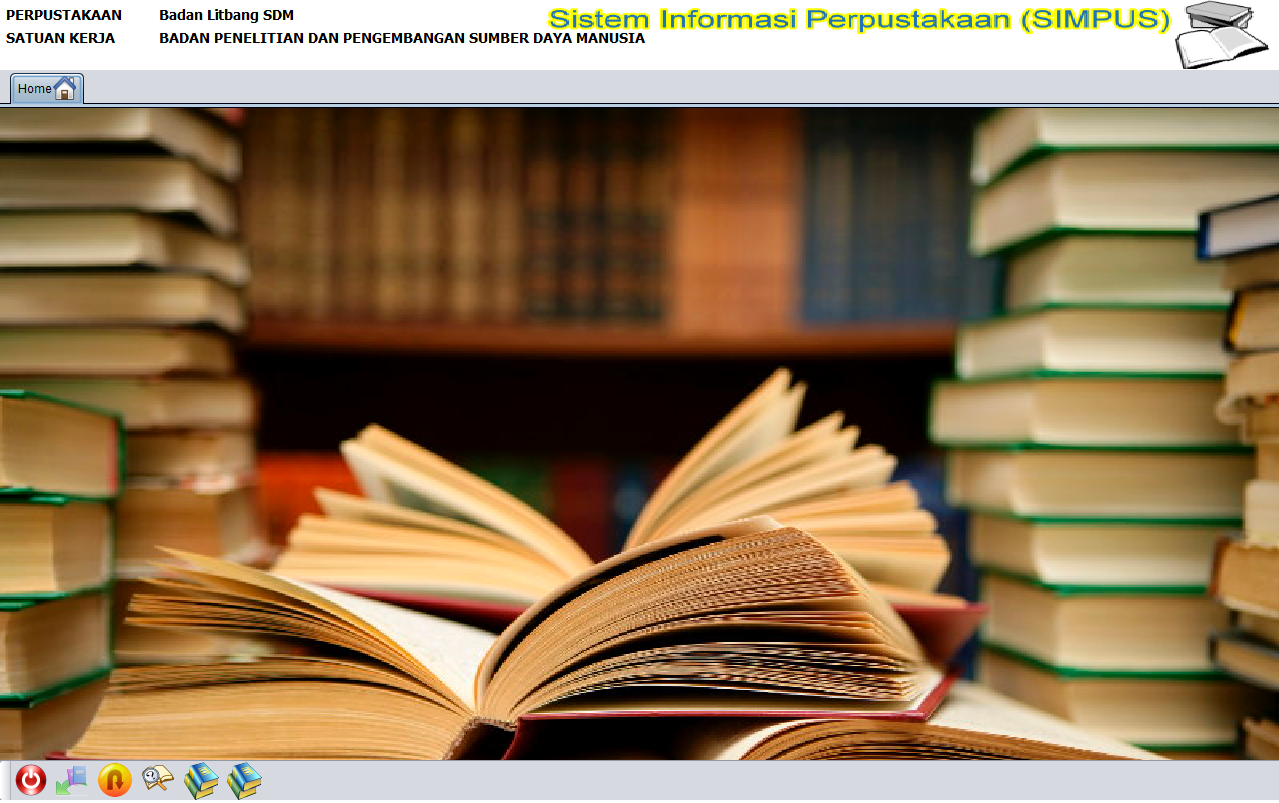 PERPUSTAKAAN Badan Litbang SDM
Sistem Informasi Perpustakaan (SIMPUS)
SATUAN KERJA BADAN PENELITIAN DAN PENGEMBANGAN SUMBER DAYA MANUSIA
Home